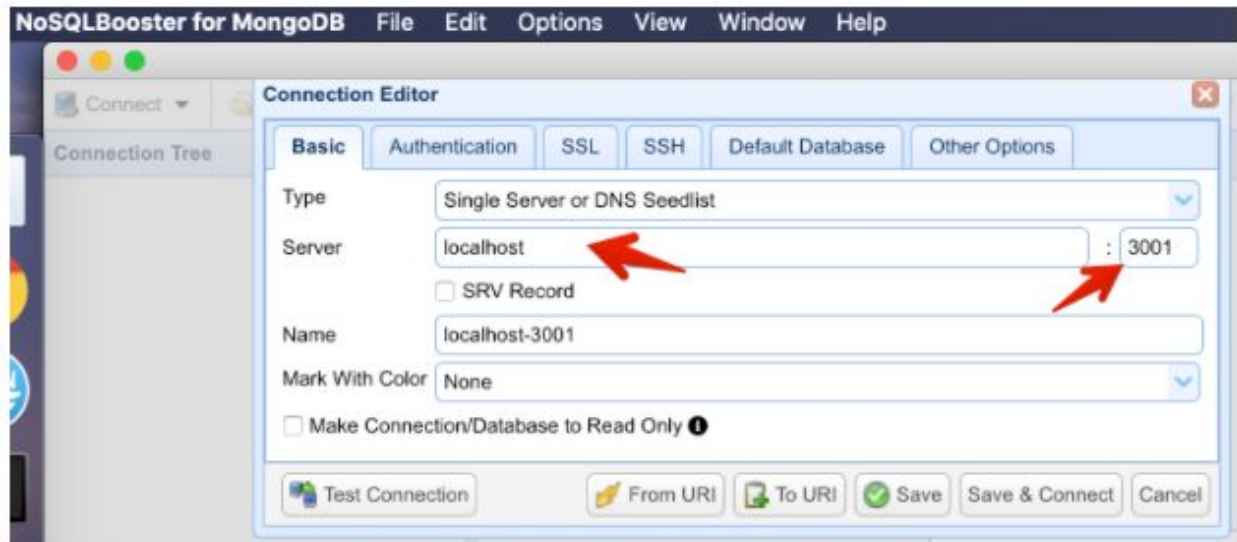 NoSQLBooster for MongoDB File Edit Options View Window Help
Connect
Connection Editor
Connection Tree
Basic Authentication SSL SSH Default Database Other Options
Type Single Server or DNS Seedlist
Server localhost : 3001
SRV Record
Name localhost-3001
Mark With Color None
Make Connection/Database to Read Only
Test Connection From URI To URI Save Save & Connect Cancel